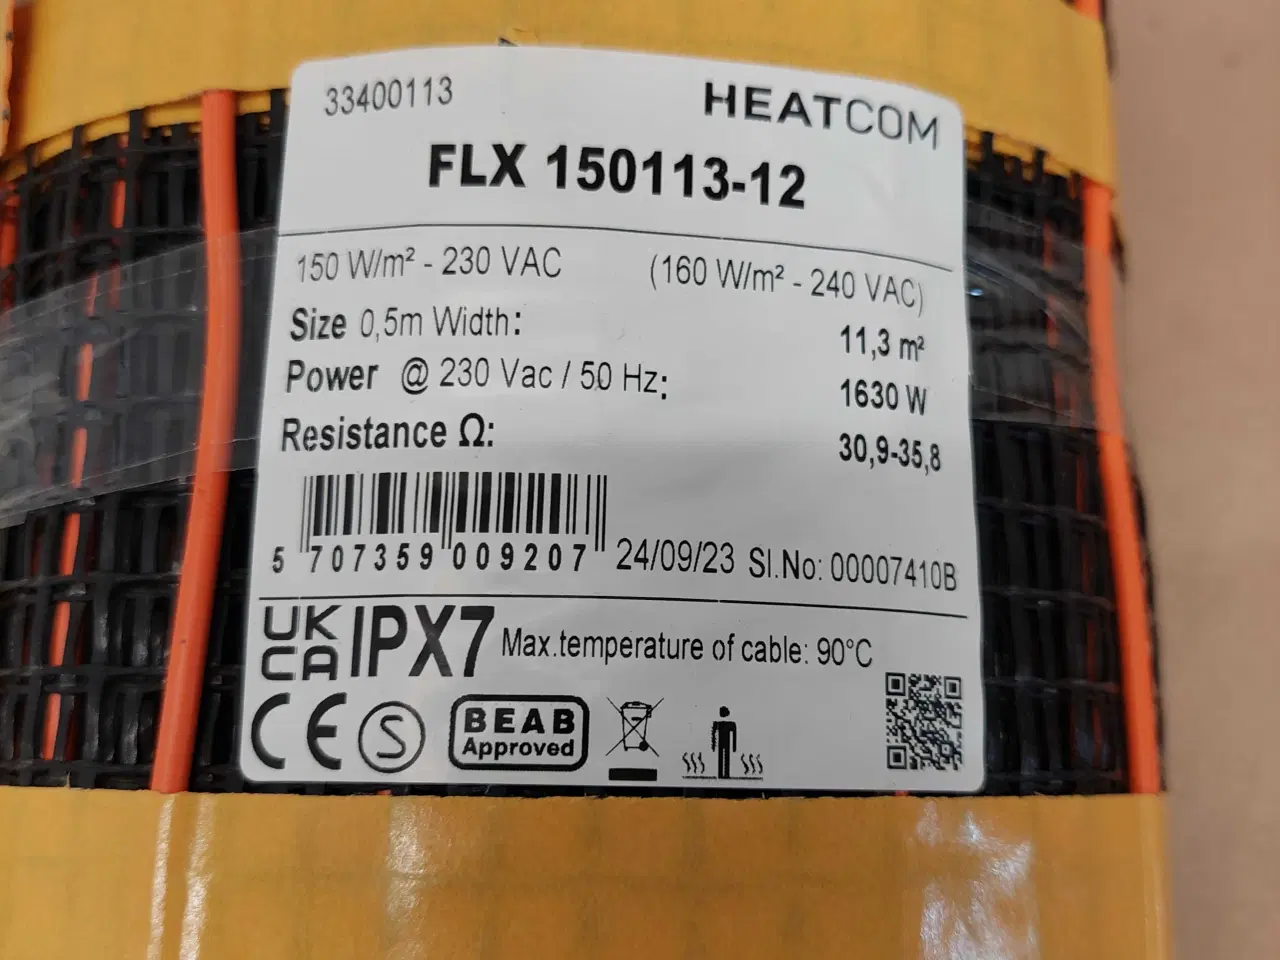 33400113
HEATCOM
FLX 150113-12
150 W/m² - 230 VAC (160 W/m² - 240 VAC)
Size 0,5m Width: 11,3 m²
Power @ 230 Vac / 50 Hz: 1630 W
Resistance Ω: 30,9-35,8
5 707359 009207 24/09/23 Sl.No: 00007410B
UK CA IPX7 Max.temperature of cable: 90°C
CE S BEAB Approved